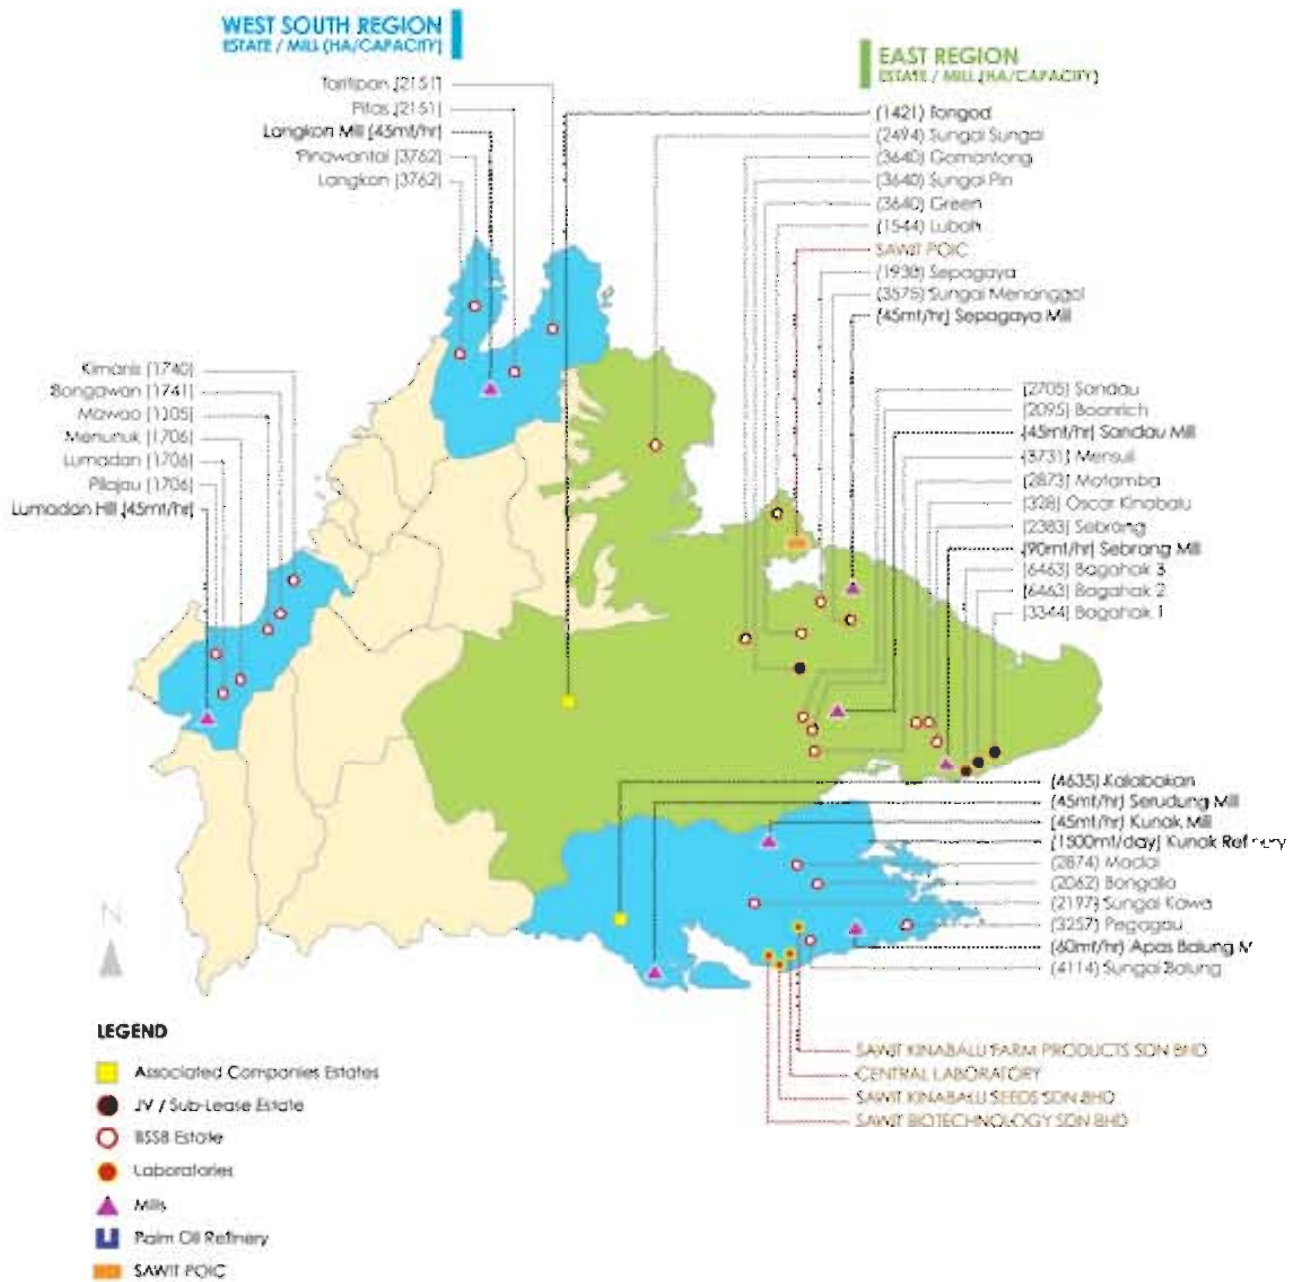 WEST SOUTH REGION
ESTATE / MILL (HA/CAPACITY)
EAST REGION
ESTATE / MILL (HA/CAPACITY)
Taritipan (2151)
Pitas (2151)
Langkon Mill (45mt/hr)
Pinawantai (3762)
Langkon (3762)
(1421) Tongod
(2494) Sungai Sungai
(3640) Gomantong
(3640) Sungai Pin
(3640) Green
(1544) Luboh
SAWIT POIC
(1938) Sepagaya
(3575) Sungai Menanggol
(45mt/hr) Sepagaya Mill
Kimanis (1740)
Bongawan (1741)
Mawao (1105)
Menunuk (1706)
Lumadan (1706)
Pilajau (1706)
Lumadan Hill (45mt/hr)
(2705) Sandau
(2095) Boonrich
(45mt/hr) Sandau Mill
(3731) Mensuli
(2873) Matamba
(328) Oscar Kinabalu
(2383) Sebrang
(90mt/hr) Sebrang Mill
(6463) Bagahak 3
(6463) Bagahak 2
(3344) Bagahak 1
(4635) Kalabakan
(45mt/hr) Serudung Mill
(45mt/hr) Kunak Mill
(1500mt/day) Kunak Refinery
(2874) Madai
(2062) Bongalio
(2197) Sungai Kawa
(3257) Pegagau
(60mt/hr) Apas Balung M
(4114) Sungai Balung
N
SAWIT KINABALU FARM PRODUCTS SDN BHD
CENTRAL LABORATORY
SAWIT KINABALU SEEDS SDN BHD
SAWIT BIOTECHNOLOGY SDN BHD
LEGEND
Associated Companies Estates
JV / Sub-Lease Estate
BSSB Estate
Laboratories
Mills
Palm Oil Refinery
SAWIT POIC